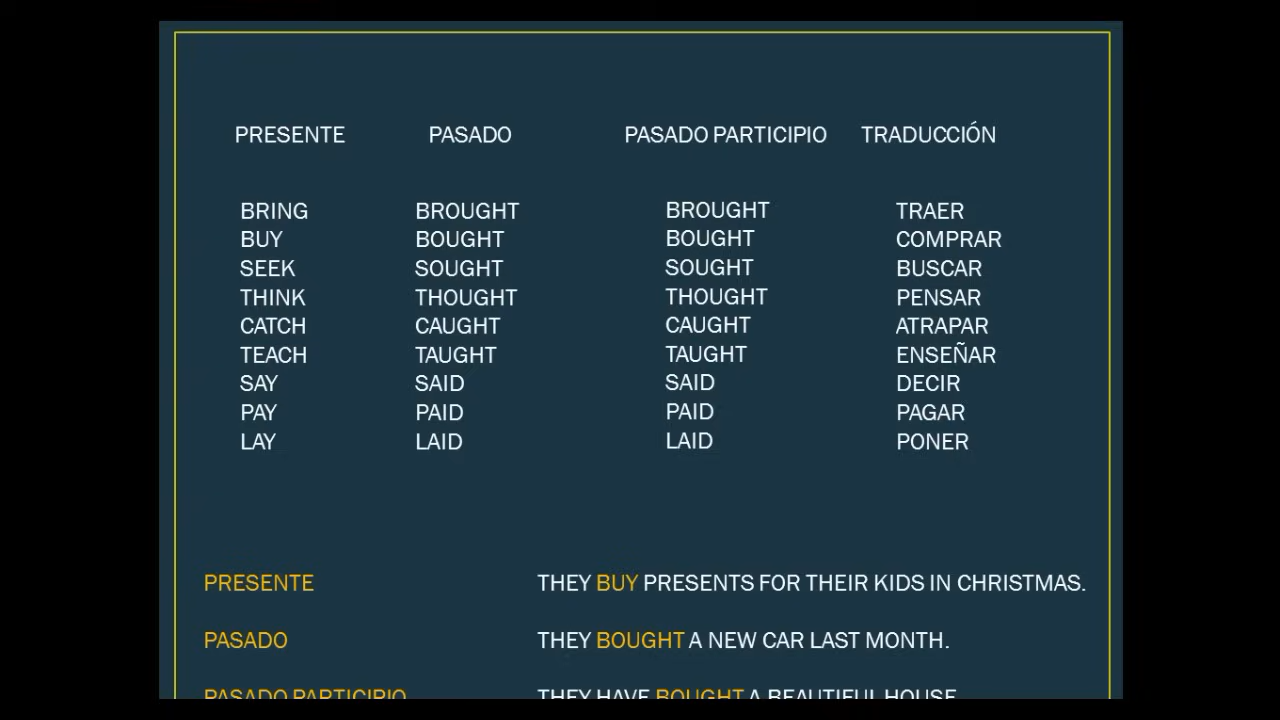 PRESENTE PASADO PASADO PARTICIPIO TRADUCCIÓN
BRING BROUGHT BROUGHT TRAER
BUY BOUGHT BOUGHT COMPRAR
SEEK SOUGHT SOUGHT BUSCAR
THINK THOUGHT THOUGHT PENSAR
CATCH CAUGHT CAUGHT ATRAPAR
TEACH TAUGHT TAUGHT ENSEÑAR
SAY SAID SAID DECIR
PAY PAID PAID PAGAR
LAY LAID LAID PONER
PRESENTE THEY BUY PRESENTS FOR THEIR KIDS IN CHRISTMAS.
PASADO THEY BOUGHT A NEW CAR LAST MONTH.
PASADO PARTICIPIO THEY HAVE BOUGHT A BEAUTIFUL HOUSE